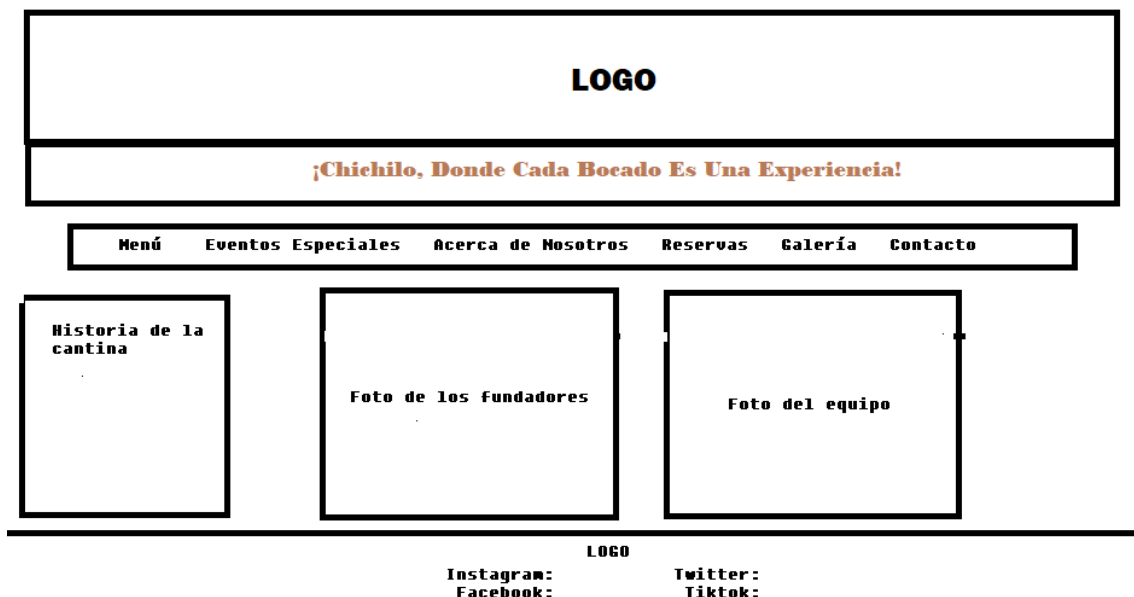 LOGO
¡Chichilo, Donde Cada Bocado Es Una Experiencia!
Menú Eventos Especiales Acerca de Nosotros Reservas Galería Contacto
Historia de la
cantina
Foto de los fundadores
Foto del equipo
LOGO
Instagram: Twitter:
Facebook: Tiktok: